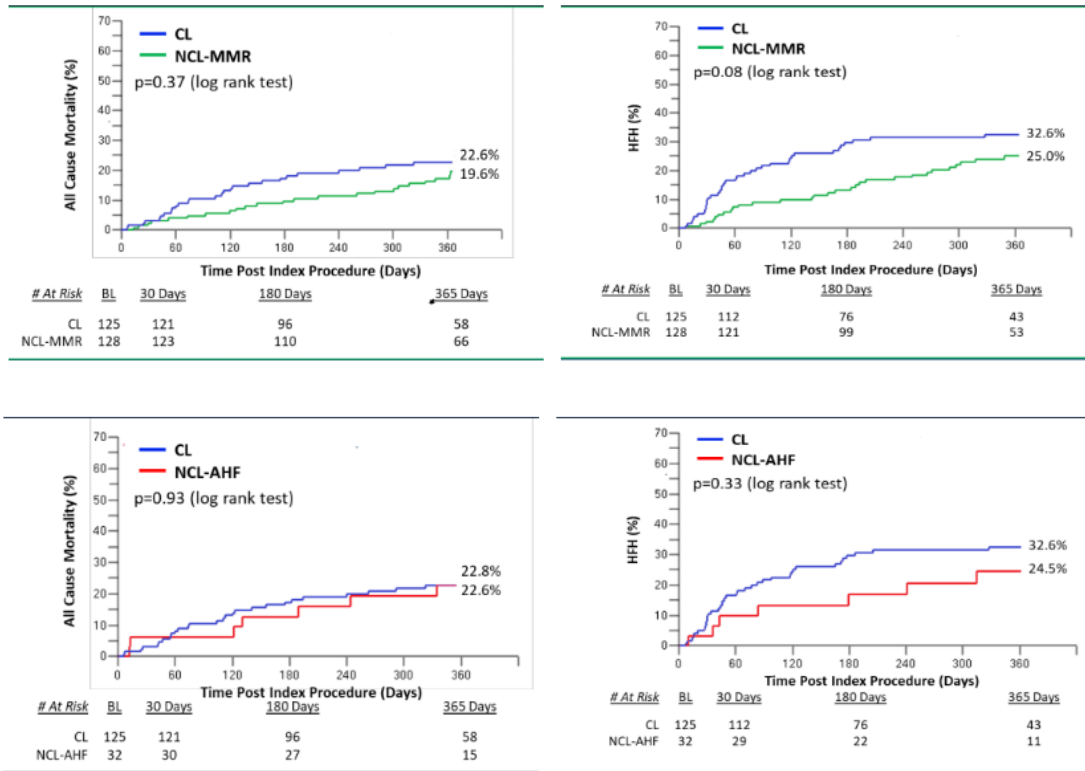 All Cause Mortality (%)
70
60
50
40
30
20
10
0
CL
NCL-MMR
p=0.37 (log rank test)
22.6%
19.6%
0 60 120 180 240 300 360
Time Post Index Procedure (Days)
# At Risk BL 30 Days 180 Days 365 Days
CL 125 121 96 58
NCL-MMR 128 123 110 66
HFH (%)
70
60
50
40
30
20
10
0
CL
NCL-MMR
p=0.08 (log rank test)
32.6%
25.0%
0 60 120 180 240 300 360
Time Post Index Procedure (Days)
# At Risk BL 30 Days 180 Days 365 Days
CL 125 112 76 43
NCL-MMR 128 121 99 53
All Cause Mortality (%)
70
60
50
40
30
20
10
0
CL
NCL-AHF
p=0.93 (log rank test)
22.8%
22.6%
0 60 120 180 240 300 360
Time Post Index Procedure (Days)
# At Risk BL 30 Days 180 Days 365 Days
CL 125 121 96 58
NCL-AHF 32 30 27 15
HFH (%)
70
60
50
40
30
20
10
0
CL
NCL-AHF
p=0.33 (log rank test)
32.6%
24.5%
0 60 120 180 240 300 360
Time Post Index Procedure (Days)
# At Risk BL 30 Days 180 Days 365 Days
CL 125 112 76 43
NCL-AHF 32 29 22 11